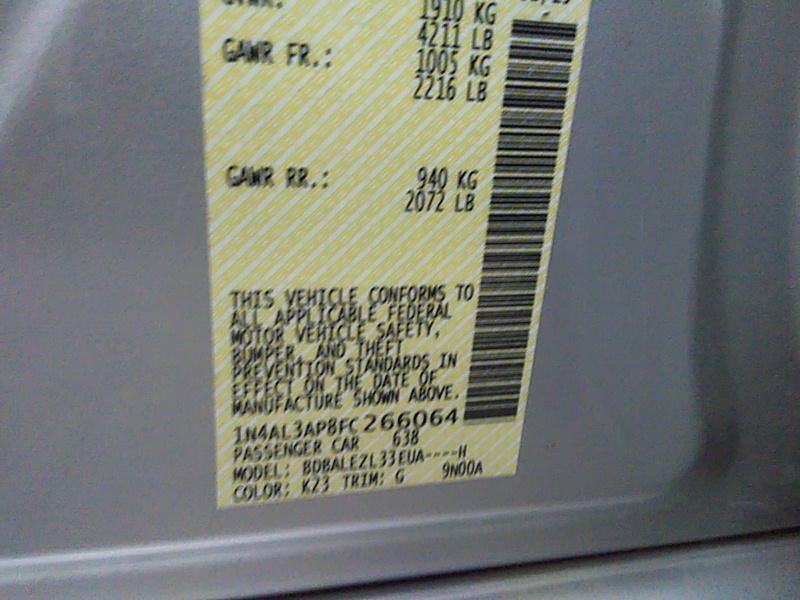 GVWR: 1910 KG
4211 LB
GAWR FR.: 1005 KG
2216 LB
GAWR RR.: 940 KG
2072 LB
THIS VEHICLE CONFORMS TO
ALL APPLICABLE FEDERAL
MOTOR VEHICLE SAFETY,
BUMPER, AND THEFT
PREVENTION STANDARDS IN
EFFECT ON THE DATE OF
MANUFACTURE SHOWN ABOVE.
1N4AL3AP8FC266064
PASSENGER CAR 638
MODEL: BDBALEZL33EUA----H
COLOR: K23 TRIM: G 9N00A